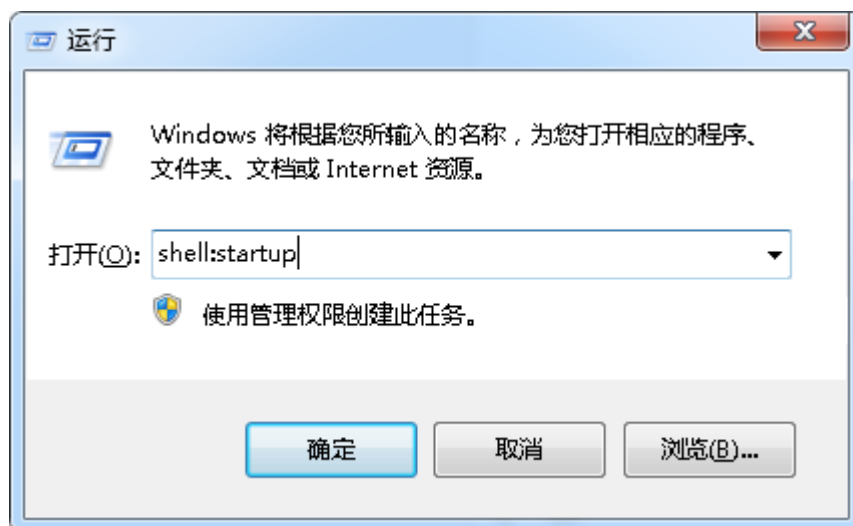 运行
Windows 将根据您所输入的名称，为您打开相应的程序、
文件夹、文档或 Internet 资源。
打开(O): shell:startup
使用管理权限创建此任务。
确定 取消 浏览(B)...